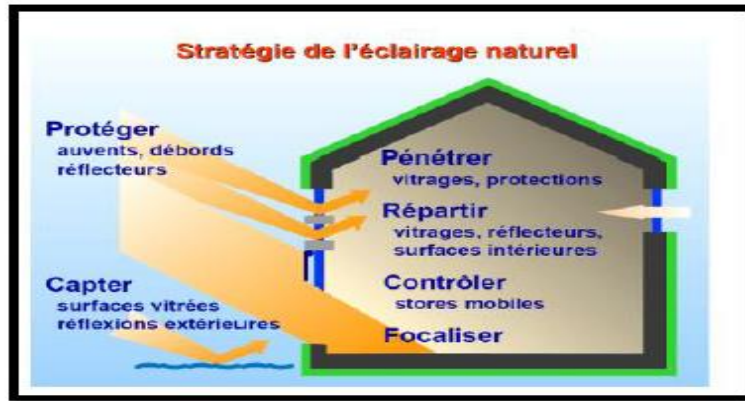 Stratégie de l'éclairage naturel
Protéger
auvents, débords
réflecteurs
Capter
surfaces vitrées
réflexions extérieures
Pénétrer
vitrages, protections
Répartir
vitrages, réflecteurs,
surfaces intérieures
Contrôler
stores mobiles
Focaliser